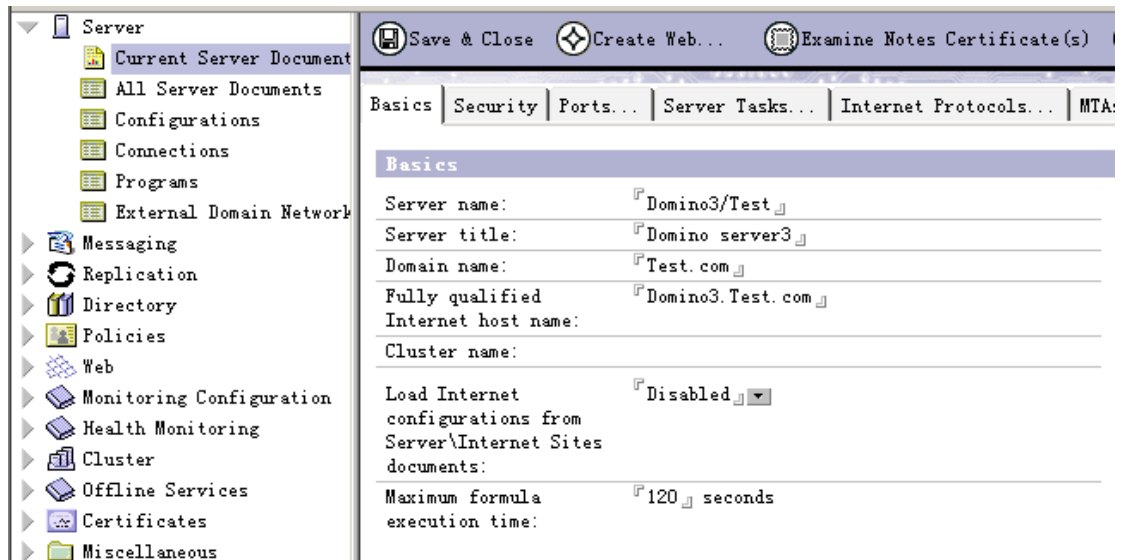 Server
Current Server Document
All Server Documents
Configurations
Connections
Programs
External Domain Network
Messaging
Replication
Directory
Policies
Web
Monitoring Configuration
Health Monitoring
Cluster
Offline Services
Certificates
Miscellaneous
Save & Close Create Web... Examine Notes Certificate(s)
Basics Security Ports... Server Tasks... Internet Protocols... MTAs
Basics
Server name: Domino3/Test
Server title: Domino server3
Domain name: Test.com
Fully qualified Domino3.Test.com
Internet host name:
Cluster name:
Load Internet Disabled
configurations from
Server\Internet Sites
documents:
Maximum formula 120 seconds
execution time: